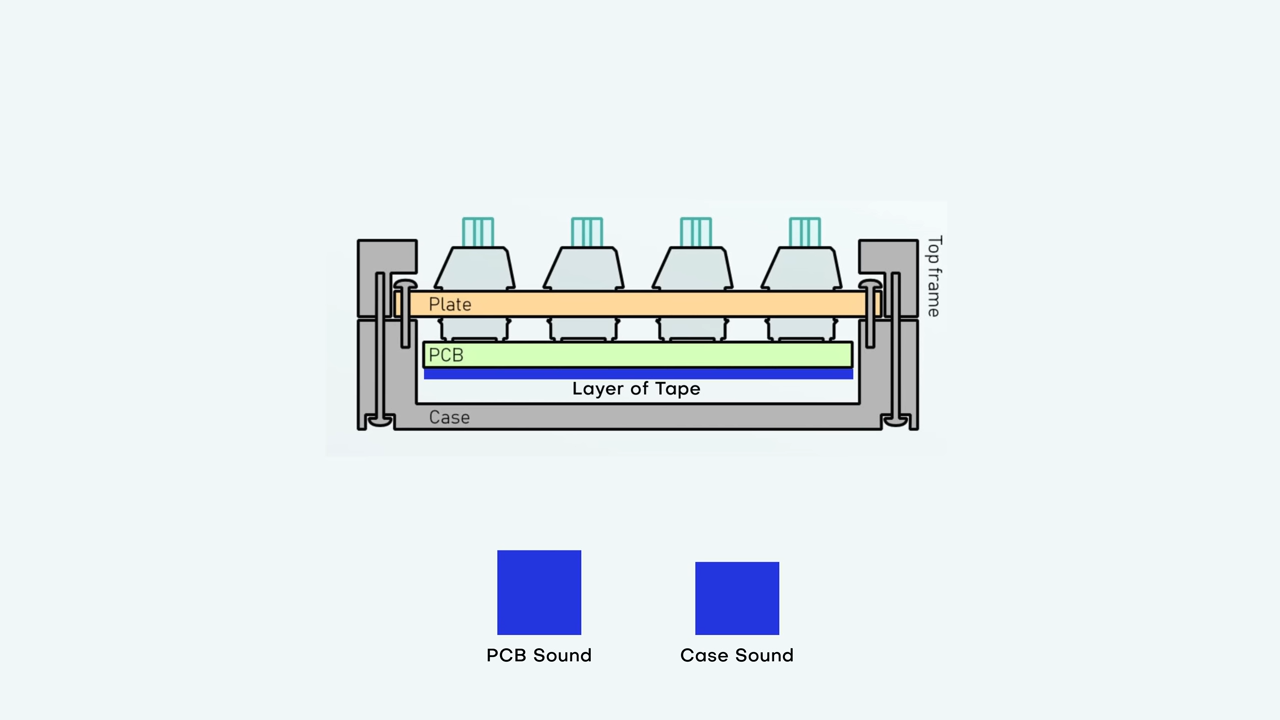 Top frame
Plate
PCB
Layer of Tape
Case
PCB Sound
Case Sound